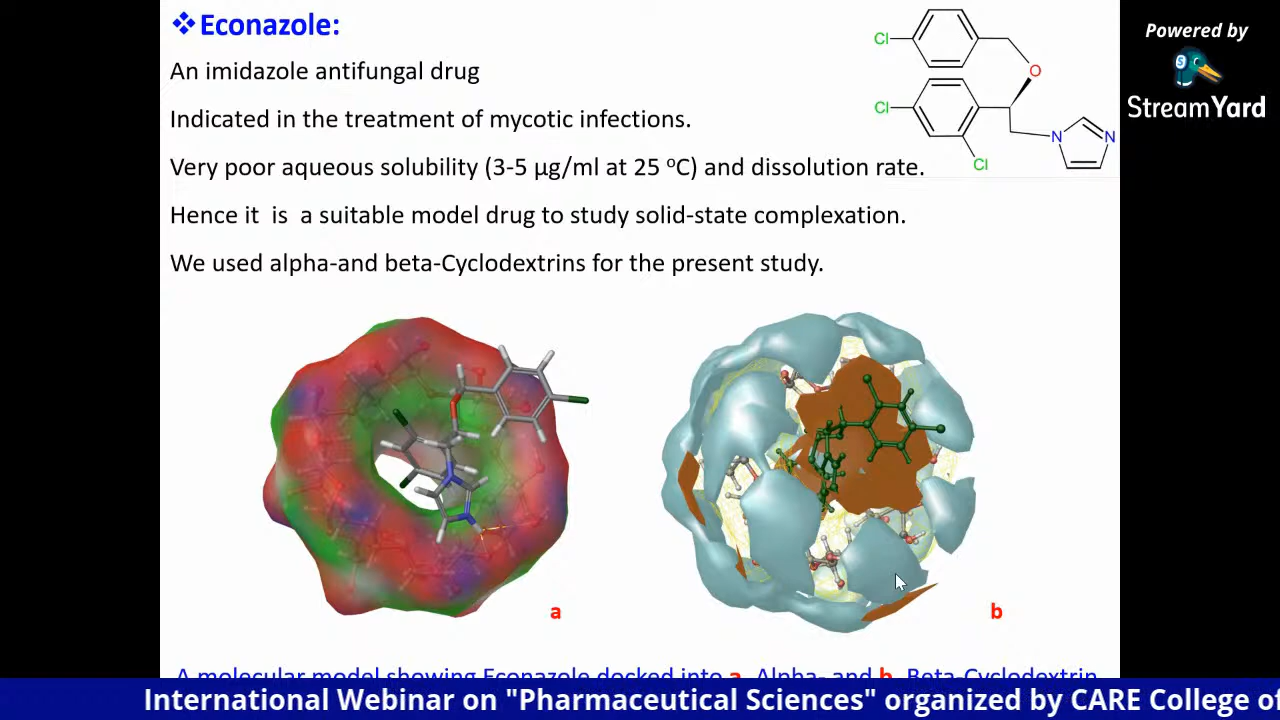 ❖Econazole:
An imidazole antifungal drug
Indicated in the treatment of mycotic infections.
Very poor aqueous solubility (3-5 µg/ml at 25 ºC) and dissolution rate.
Hence it is a suitable model drug to study solid-state complexation.
We used alpha-and beta-Cyclodextrins for the present study.
Cl
O
Cl
N
N
Cl
Powered by
S
StreamYard
a
b
A molecular model showing Econazole docked into a. Alpha- and b. Beta-Cyclodextrin
International Webinar on "Pharmaceutical Sciences" organized by CARE College of